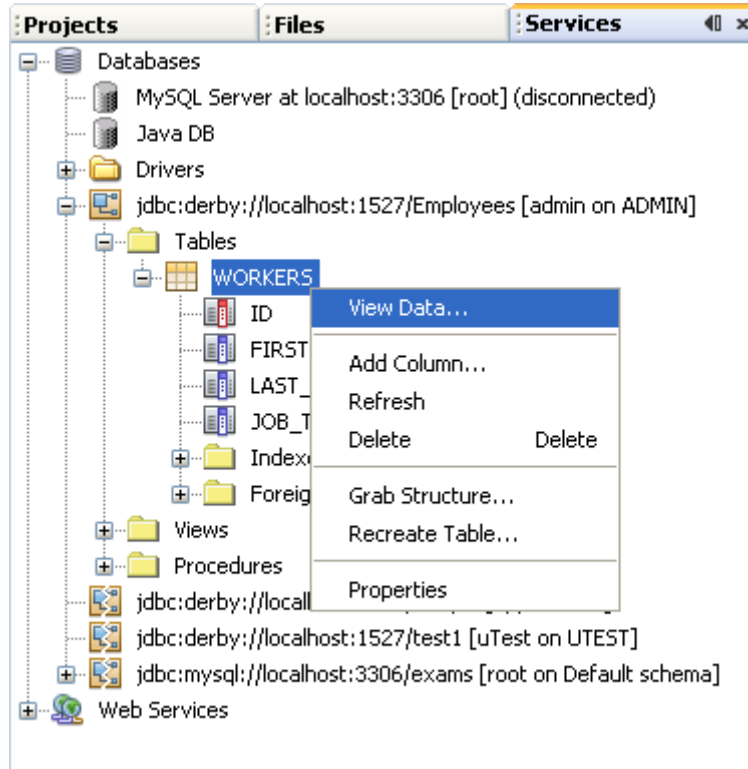 Projects
Files
Services
Databases
MySQL Server at localhost:3306 [root] (disconnected)
Java DB
Drivers
jdbc:derby://localhost:1527/Employees [admin on ADMIN]
Tables
WORKERS
View Data...
ID
FIRST
Add Column...
LAST_
Refresh
JOB_T
Delete Delete
Grab Structure...
Recreate Table...
Views
Procedures
Properties
jdbc:derby://local
jdbc:derby://localhost:1527/test1 [uTest on UTEST]
jdbc:mysql://localhost:3306/exams [root on Default schema]
Web Services